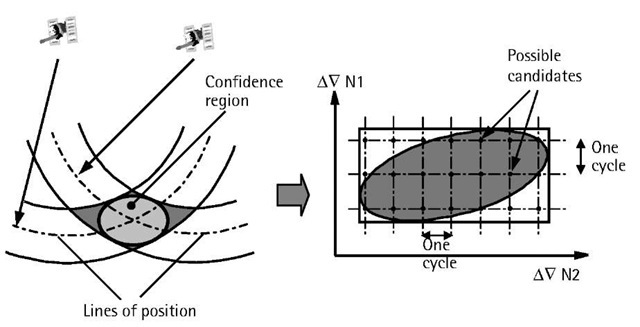 Confidence
region
Lines of position
Δ∇ N1
Possible
candidates
One
cycle
One
cycle
Δ∇ N2